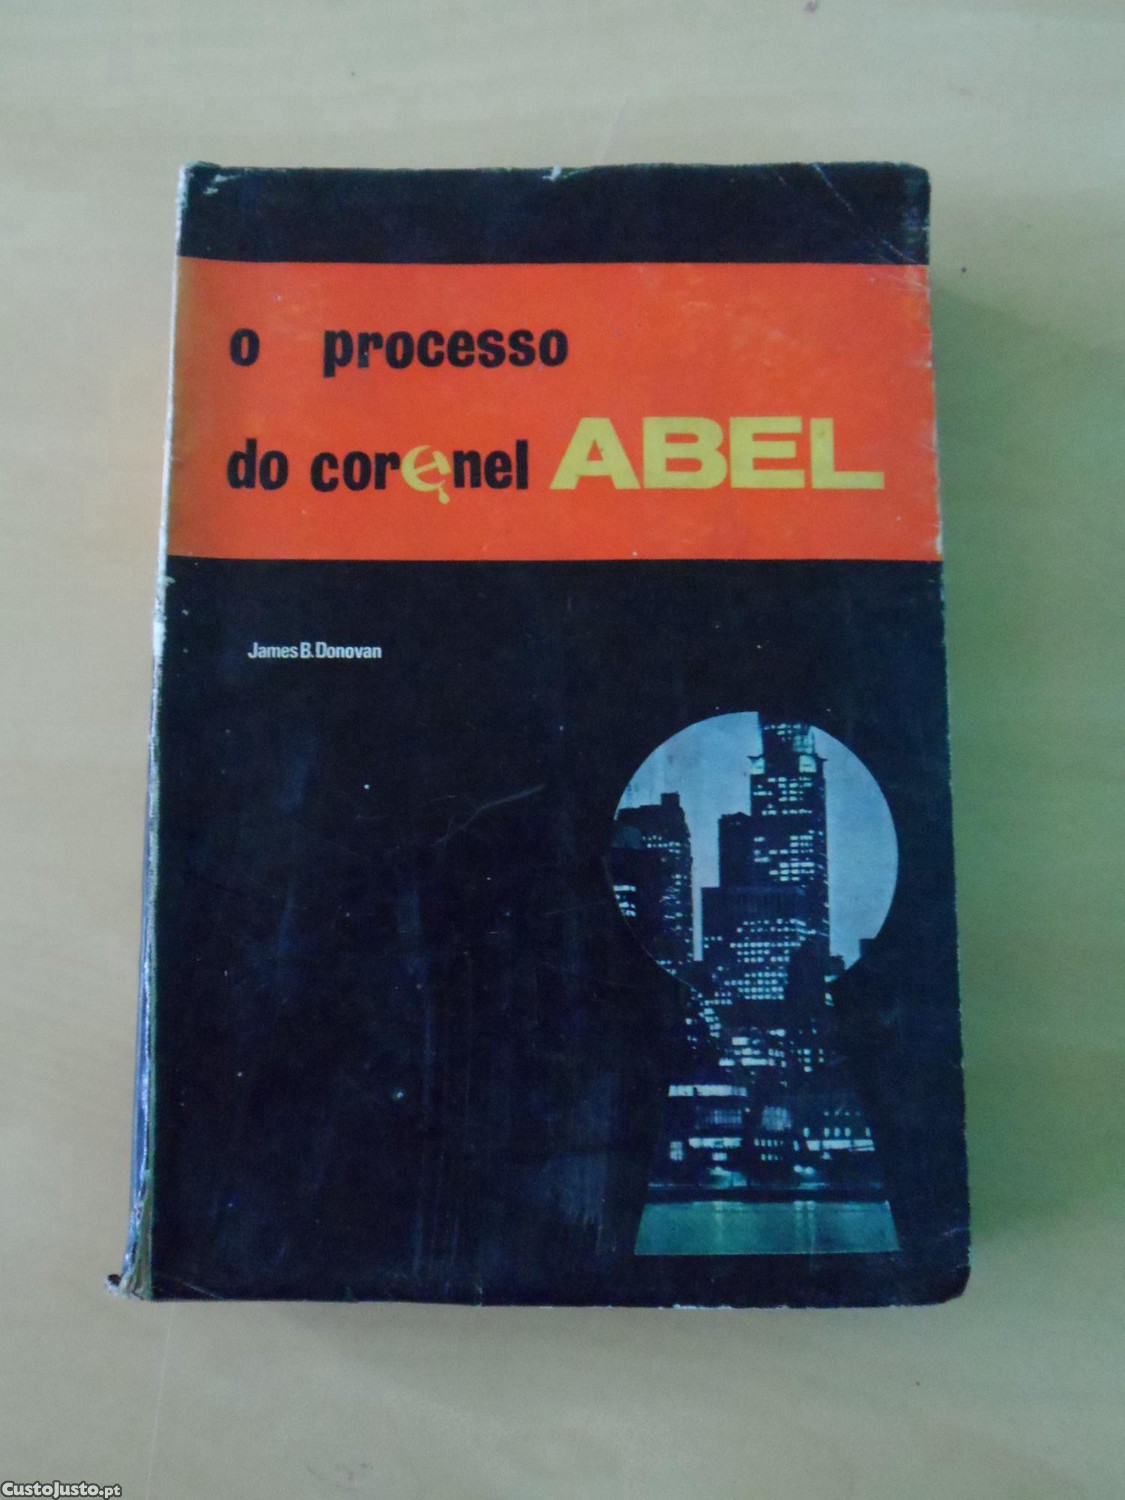 o processo
do coronel ABEL
James B. Donovan
CustoJusto.pt